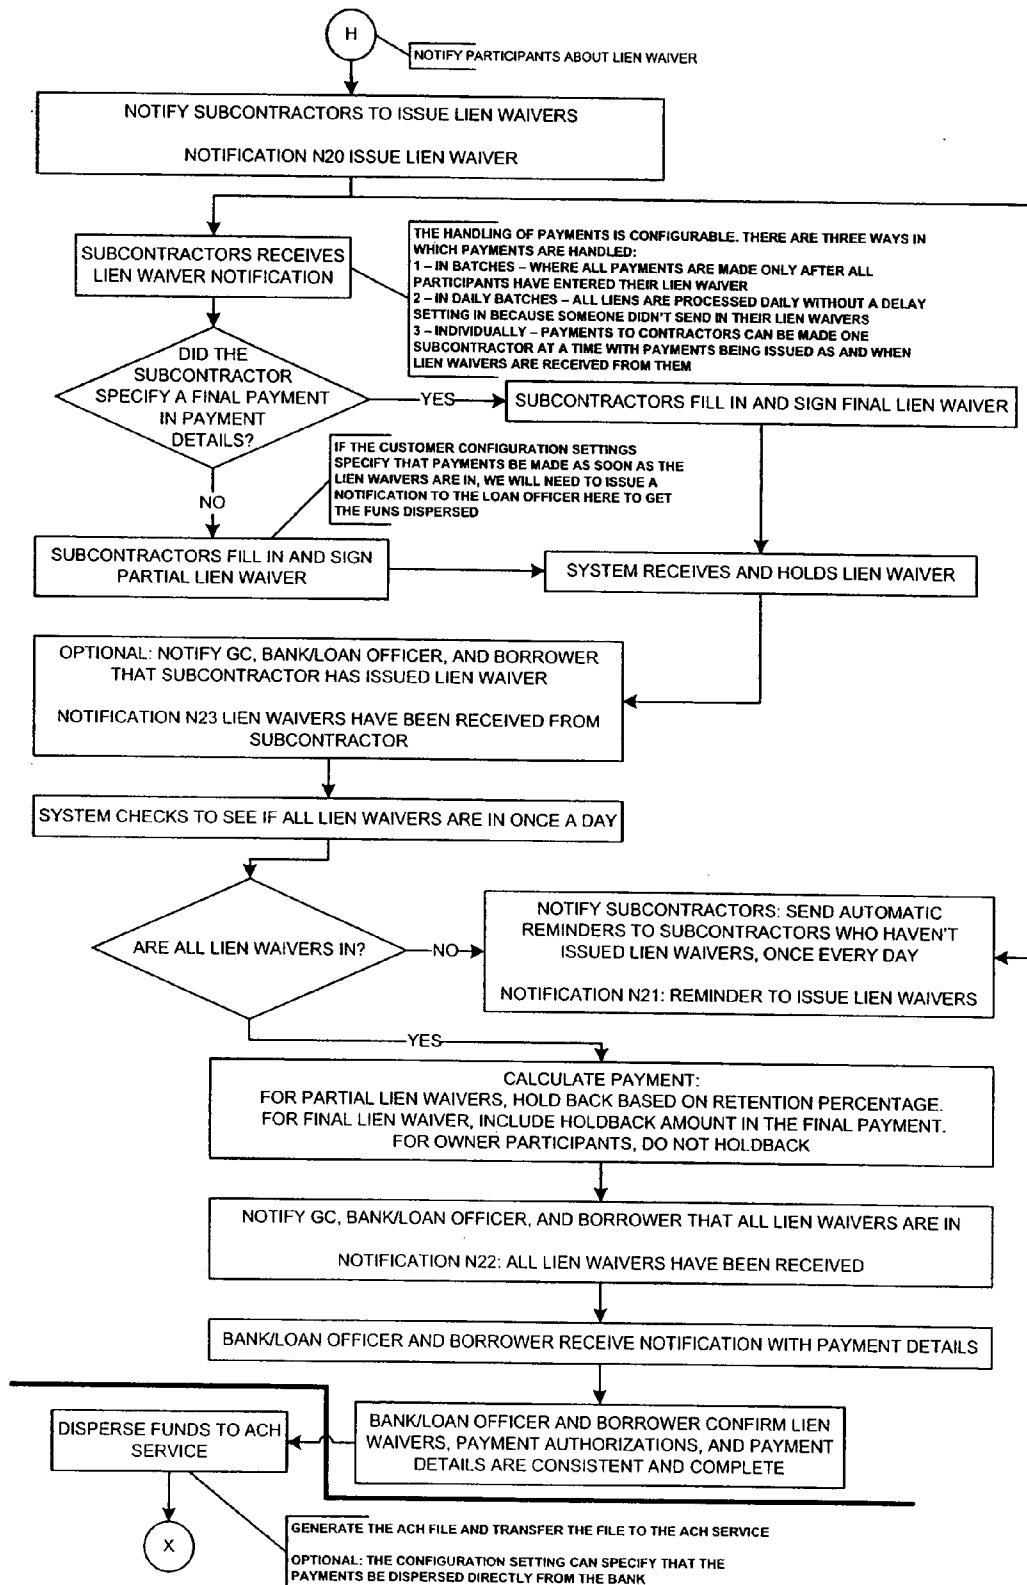 H
NOTIFY PARTICIPANTS ABOUT LIEN WAIVER
NOTIFY SUBCONTRACTORS TO ISSUE LIEN WAIVERS
NOTIFICATION N20 ISSUE LIEN WAIVER
SUBCONTRACTORS RECEIVES
LIEN WAIVER NOTIFICATION
THE HANDLING OF PAYMENTS IS CONFIGURABLE. THERE ARE THREE WAYS IN
WHICH PAYMENTS ARE HANDLED:
1 – IN BATCHES – WHERE ALL PAYMENTS ARE MADE ONLY AFTER ALL
PARTICIPANTS HAVE ENTERED THEIR LIEN WAIVER
2 – IN DAILY BATCHES – ALL LIENS ARE PROCESSED DAILY WITHOUT A DELAY
SETTING IN BECAUSE SOMEONE DIDN'T SEND IN THEIR LIEN WAIVERS
3 – INDIVIDUALLY – PAYMENTS TO CONTRACTORS CAN BE MADE ONE
SUBCONTRACTOR AT A TIME WITH PAYMENTS BEING ISSUED AS AND WHEN
LIEN WAIVERS ARE RECEIVED FROM THEM
DID THE
SUBCONTRACTOR
SPECIFY A FINAL PAYMENT
IN PAYMENT
DETAILS?
YES
SUBCONTRACTORS FILL IN AND SIGN FINAL LIEN WAIVER
NO
IF THE CUSTOMER CONFIGURATION SETTINGS
SPECIFY THAT PAYMENTS BE MADE AS SOON AS THE
LIEN WAIVERS ARE IN, WE WILL NEED TO ISSUE A
NOTIFICATION TO THE LOAN OFFICER HERE TO GET
THE FUNS DISPERSED
SUBCONTRACTORS FILL IN AND SIGN
PARTIAL LIEN WAIVER
SYSTEM RECEIVES AND HOLDS LIEN WAIVER
OPTIONAL: NOTIFY GC, BANK/LOAN OFFICER, AND BORROWER
THAT SUBCONTRACTOR HAS ISSUED LIEN WAIVER
NOTIFICATION N23 LIEN WAIVERS HAVE BEEN RECEIVED FROM
SUBCONTRACTOR
SYSTEM CHECKS TO SEE IF ALL LIEN WAIVERS ARE IN ONCE A DAY
ARE ALL LIEN WAIVERS IN?
NO
NOTIFY SUBCONTRACTORS: SEND AUTOMATIC
REMINDERS TO SUBCONTRACTORS WHO HAVEN'T
ISSUED LIEN WAIVERS, ONCE EVERY DAY
NOTIFICATION N21: REMINDER TO ISSUE LIEN WAIVERS
YES
CALCULATE PAYMENT:
FOR PARTIAL LIEN WAIVERS, HOLD BACK BASED ON RETENTION PERCENTAGE.
FOR FINAL LIEN WAIVER, INCLUDE HOLDBACK AMOUNT IN THE FINAL PAYMENT.
FOR OWNER PARTICIPANTS, DO NOT HOLDBACK
NOTIFY GC, BANK/LOAN OFFICER, AND BORROWER THAT ALL LIEN WAIVERS ARE IN
NOTIFICATION N22: ALL LIEN WAIVERS HAVE BEEN RECEIVED
BANK/LOAN OFFICER AND BORROWER RECEIVE NOTIFICATION WITH PAYMENT DETAILS
DISPERSE FUNDS TO ACH
SERVICE
BANK/LOAN OFFICER AND BORROWER CONFIRM LIEN
WAIVERS, PAYMENT AUTHORIZATIONS, AND PAYMENT
DETAILS ARE CONSISTENT AND COMPLETE
X
GENERATE THE ACH FILE AND TRANSFER THE FILE TO THE ACH SERVICE
OPTIONAL: THE CONFIGURATION SETTING CAN SPECIFY THAT THE
PAYMENTS BE DISPERSED DIRECTLY FROM THE BANK